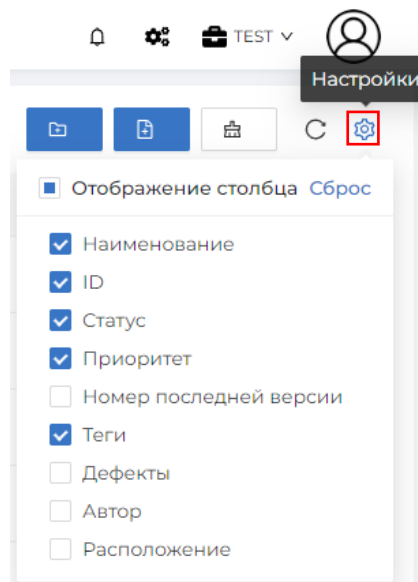 TEST
Настройки
Отображение столбца Сброс
Наименование
ID
Статус
Приоритет
Номер последней версии
Теги
Дефекты
Автор
Расположение